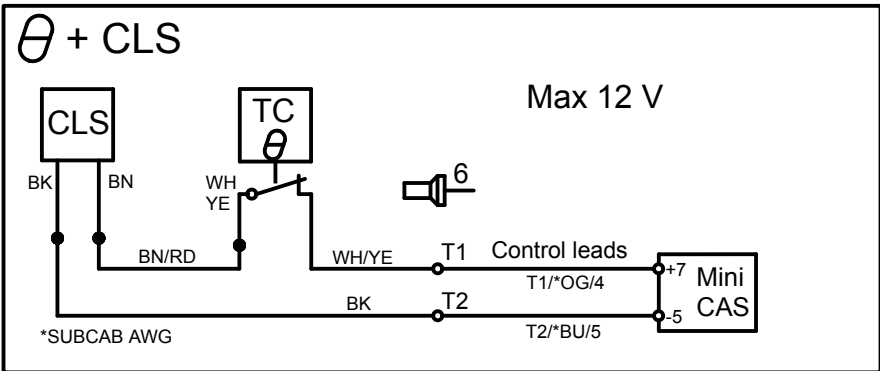 θ + CLS
Max 12 V
CLS
TC
θ
BK
BN
WH
YE
6
BN/RD
WH/YE
T1
Control leads
T1/*OG/4
+7
Mini
CAS
BK
T2
-5
T2/*BU/5
*SUBCAB AWG